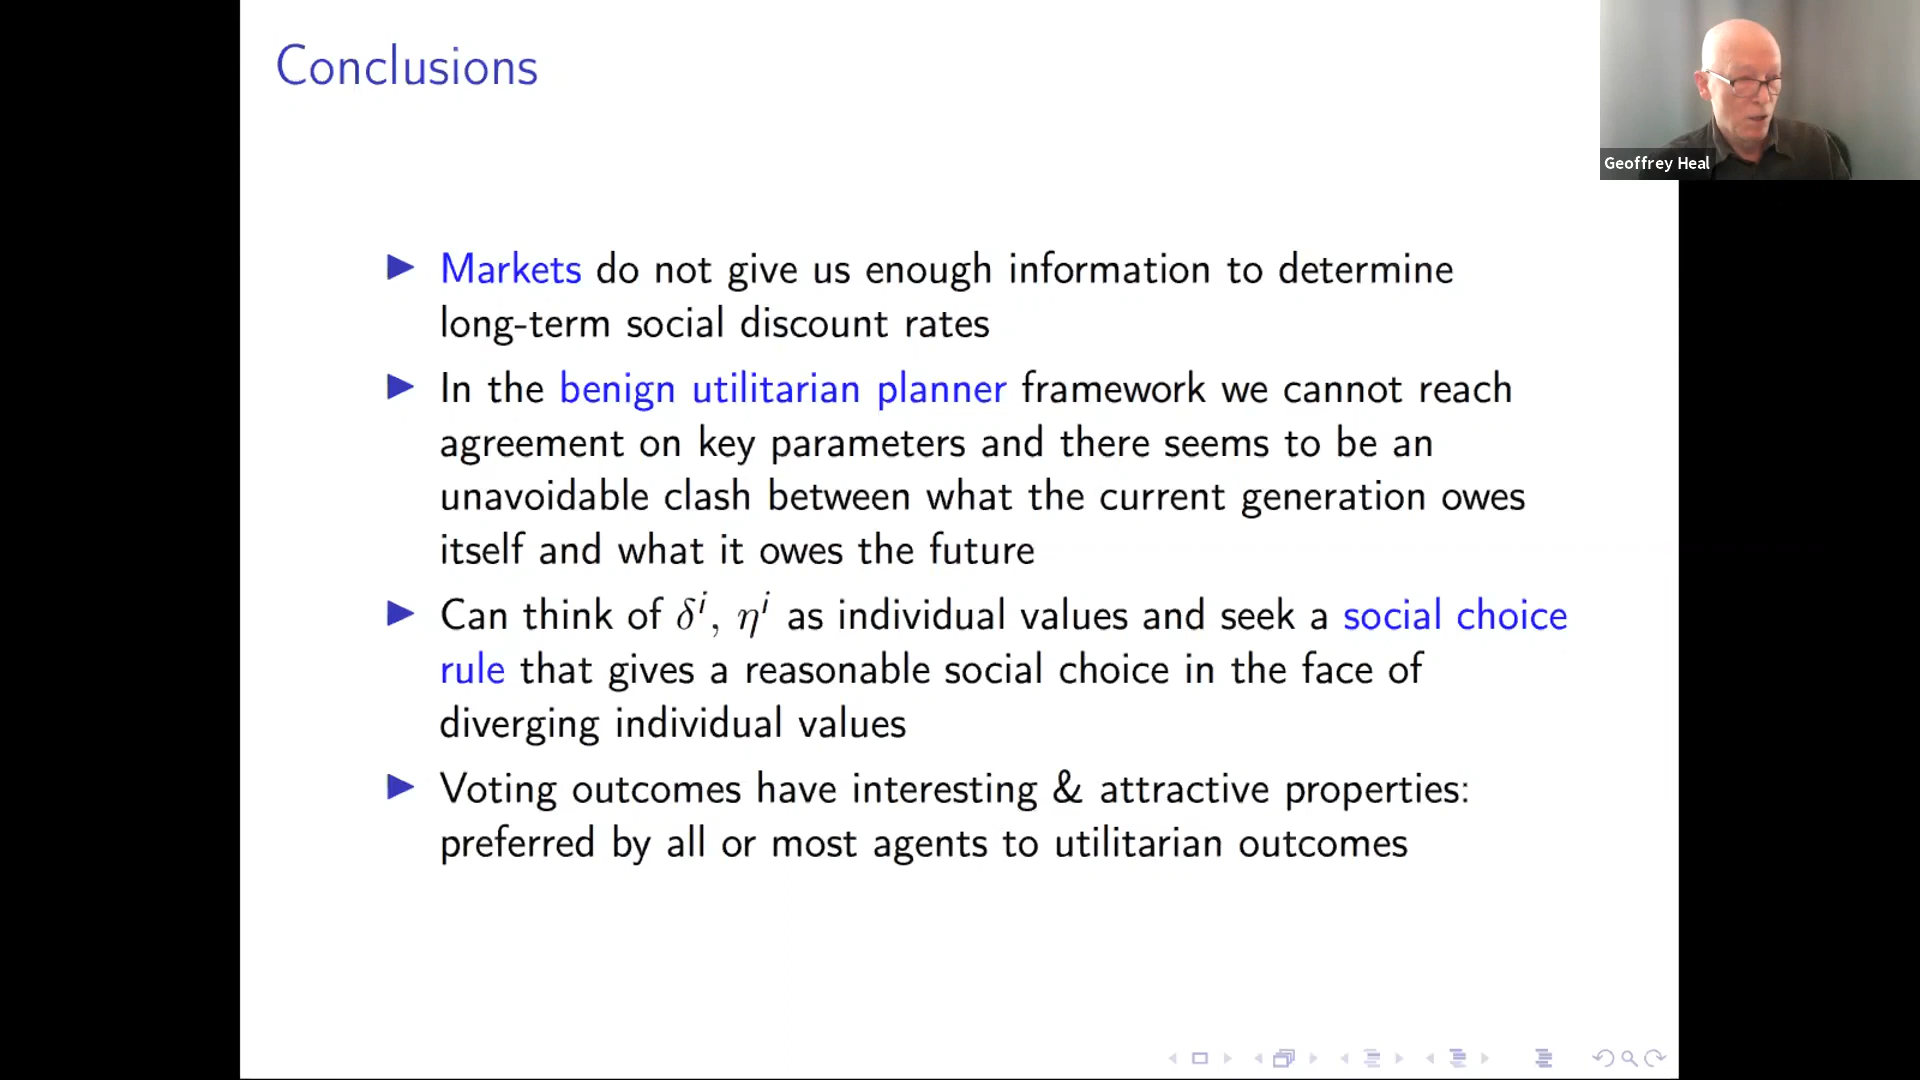 Conclusions
Geoffrey Heal
▶ Markets do not give us enough information to determine
long-term social discount rates
▶ In the benign utilitarian planner framework we cannot reach
agreement on key parameters and there seems to be an
unavoidable clash between what the current generation owes
itself and what it owes the future
▶ Can think of δⁱ, ηⁱ as individual values and seek a social choice
rule that gives a reasonable social choice in the face of
diverging individual values
▶ Voting outcomes have interesting & attractive properties:
preferred by all or most agents to utilitarian outcomes